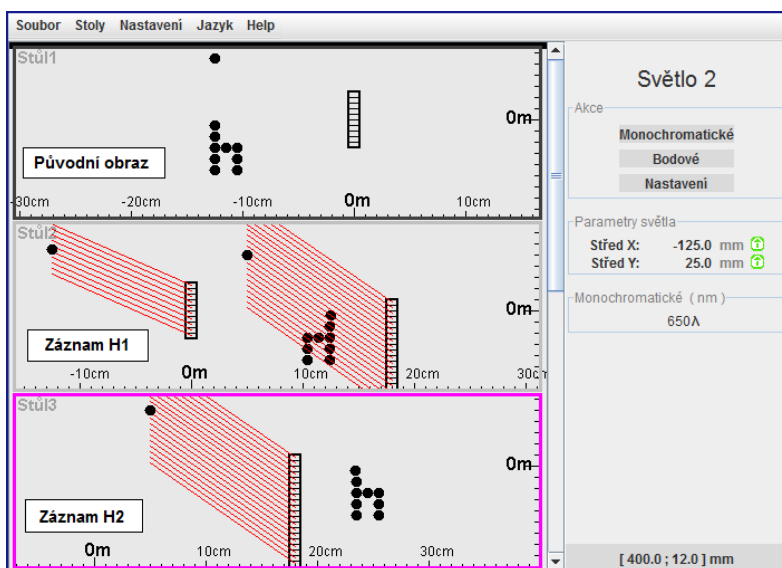 Soubor Stoly Nastavení Jazyk Help
Stůl1
0m
Původní obraz
-30cm -10cm 0m 10cm
Stůl2
0m
Záznam H1
-10cm 0m 10cm 20cm
Stůl3
0m
Záznam H2
0m 10cm 20cm 30cm
Světlo 2
Akce
Monochromatické
Bodové
Nastavení
Parametry světla
Střed X: -125.0 mm
Střed Y: 25.0 mm
Monochromatické ( nm )
650λ
[ 400.0 ; 12.0 ] mm